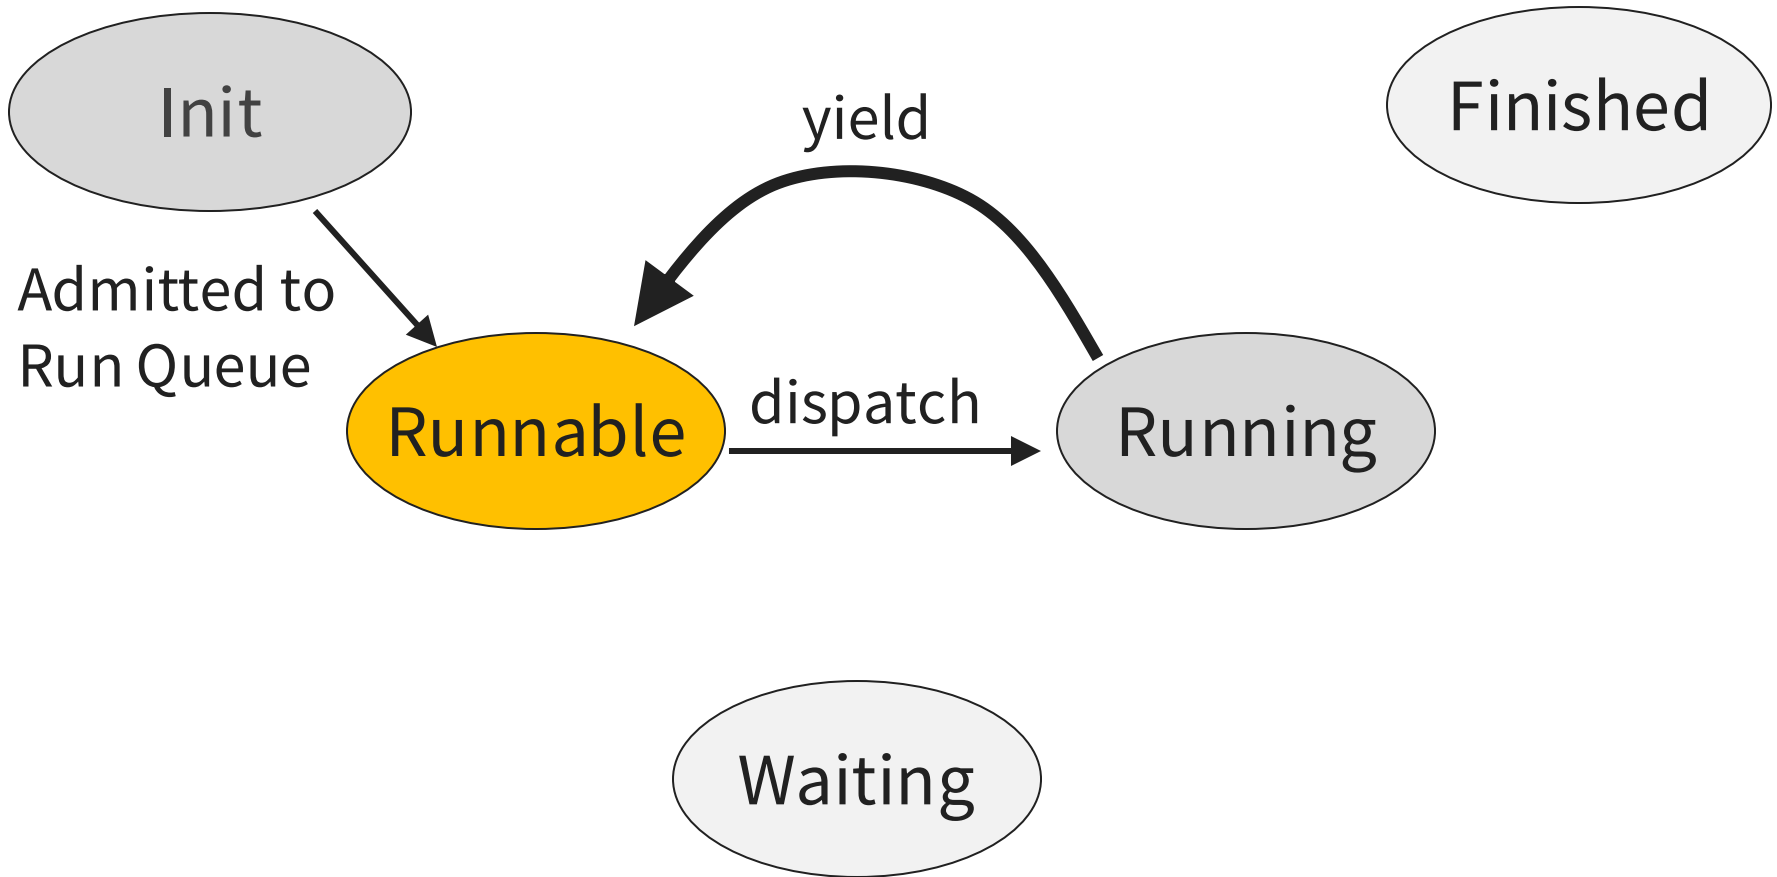 Init
Finished
yield
Admitted to
Run Queue
Runnable
dispatch
Running
Waiting